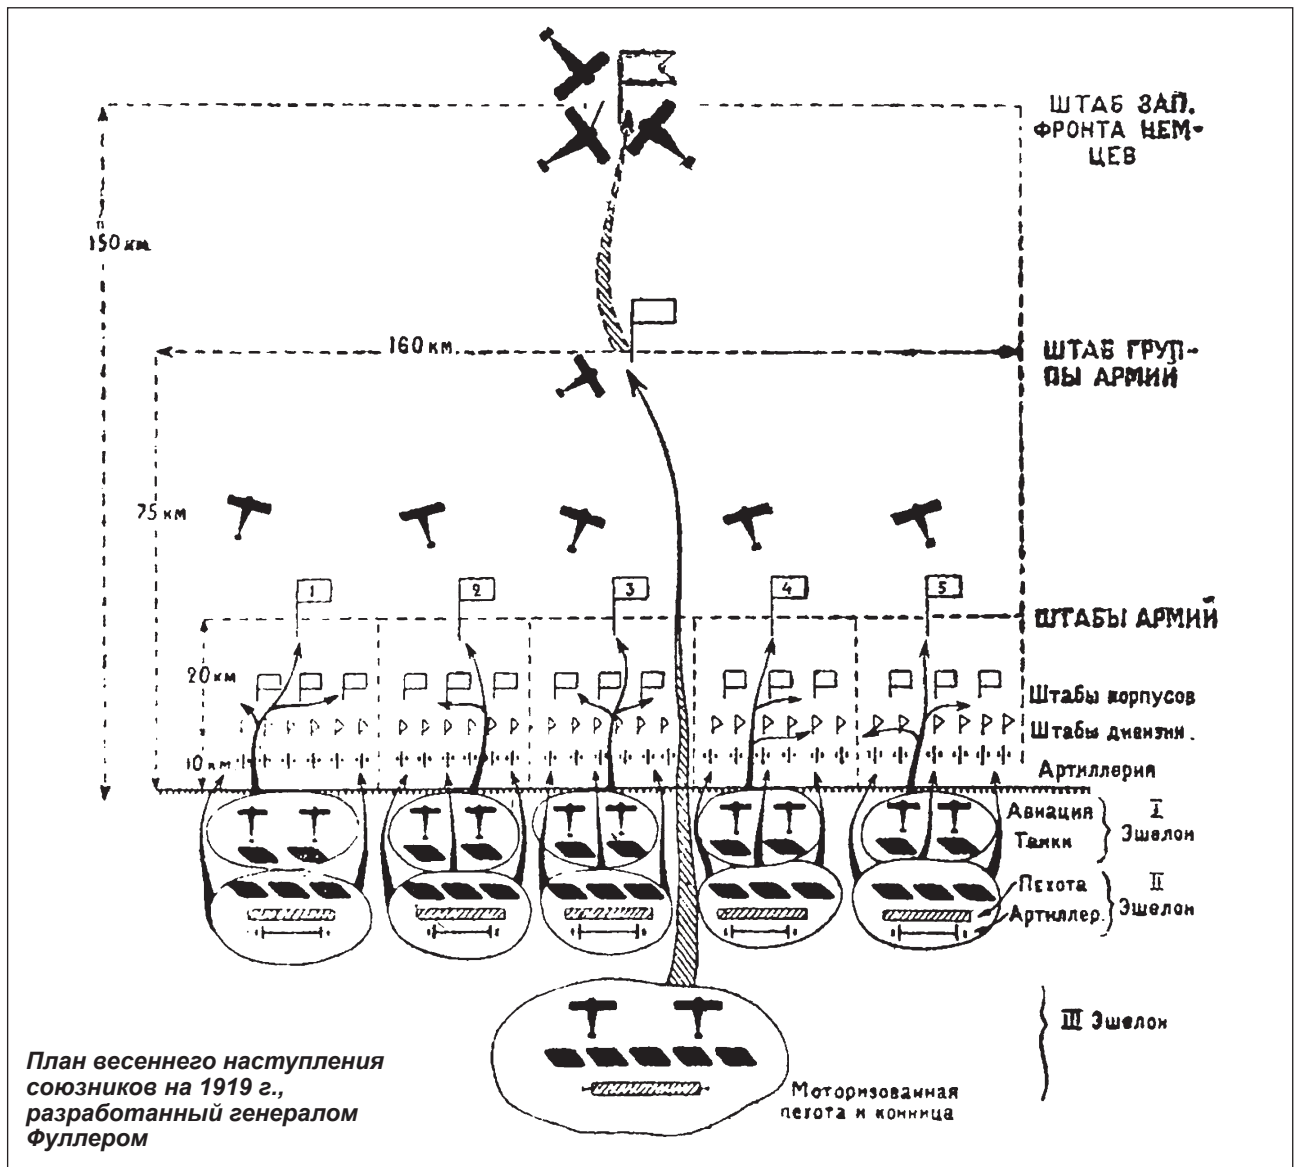 ШТАБ ЗАП.
ФРОНТА НЕМ-
ЦЕВ
150 км
160 км.
ШТАБ ГРУП-
ПЫ АРМИЙ
75 км
1
2
3
4
5
ШТАБЫ АРМИЙ
20 км
Штабы корпусов
Штабы дивизии.
10 км
Артиллерия
Авиация
Танки
I
Эшелон
Пехота
Артиллер.
II
Эшелон
III Эшелон
Моторизованная
пехота и конница
План весеннего наступления
союзников на 1919 г.,
разработанный генералом
Фуллером